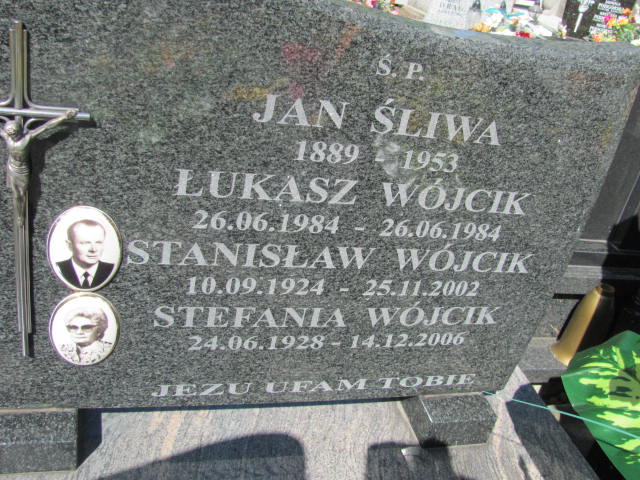 Ś. P.
JAN ŚLIWA
1889 - 1953
ŁUKASZ WÓJCIK
26.06.1984 - 26.06.1984
STANISŁAW WÓJCIK
10.09.1924 - 25.11.2002
STEFANIA WÓJCIK
24.06.1928 - 14.12.2006
JEZU UFAM TOBIE